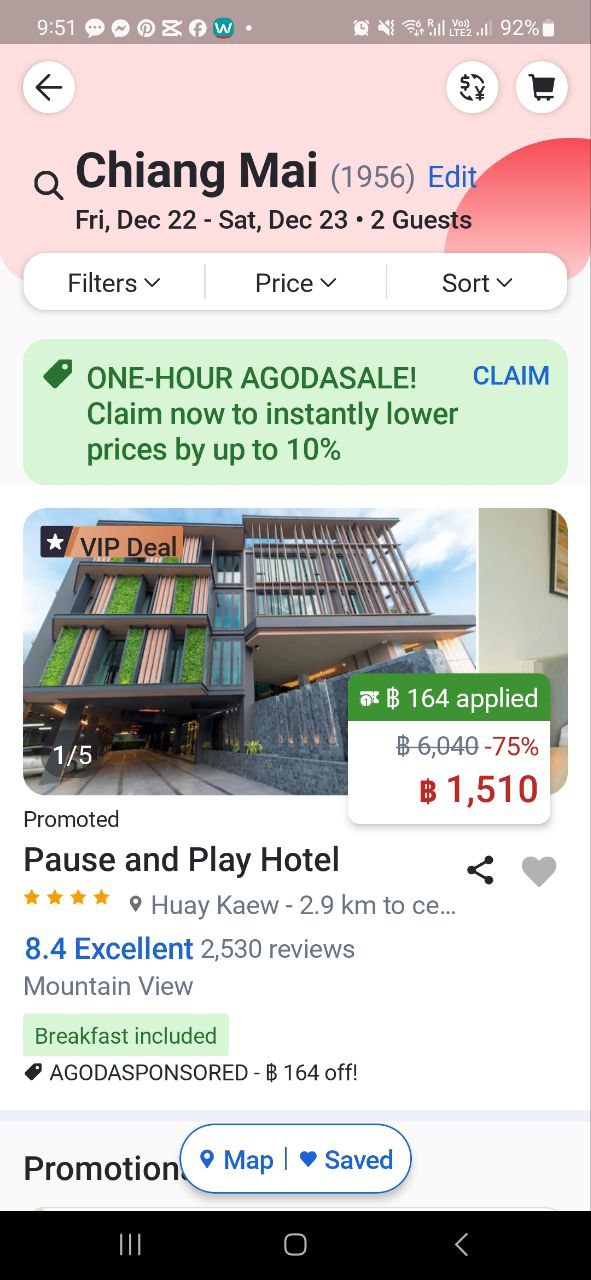 9:51
R
Vo))
LTE2
92%
Chiang Mai (1956) Edit
Fri, Dec 22 - Sat, Dec 23 • 2 Guests
Filters
Price
Sort
ONE-HOUR AGODASALE!
CLAIM
Claim now to instantly lower
prices by up to 10%
VIP Deal
฿ 164 applied
฿ 6,040 -75%
฿ 1,510
1/5
Promoted
Pause and Play Hotel
Huay Kaew - 2.9 km to ce...
8.4 Excellent 2,530 reviews
Mountain View
Breakfast included
AGODASPONSORED - ฿ 164 off!
Promotion
Map | Saved